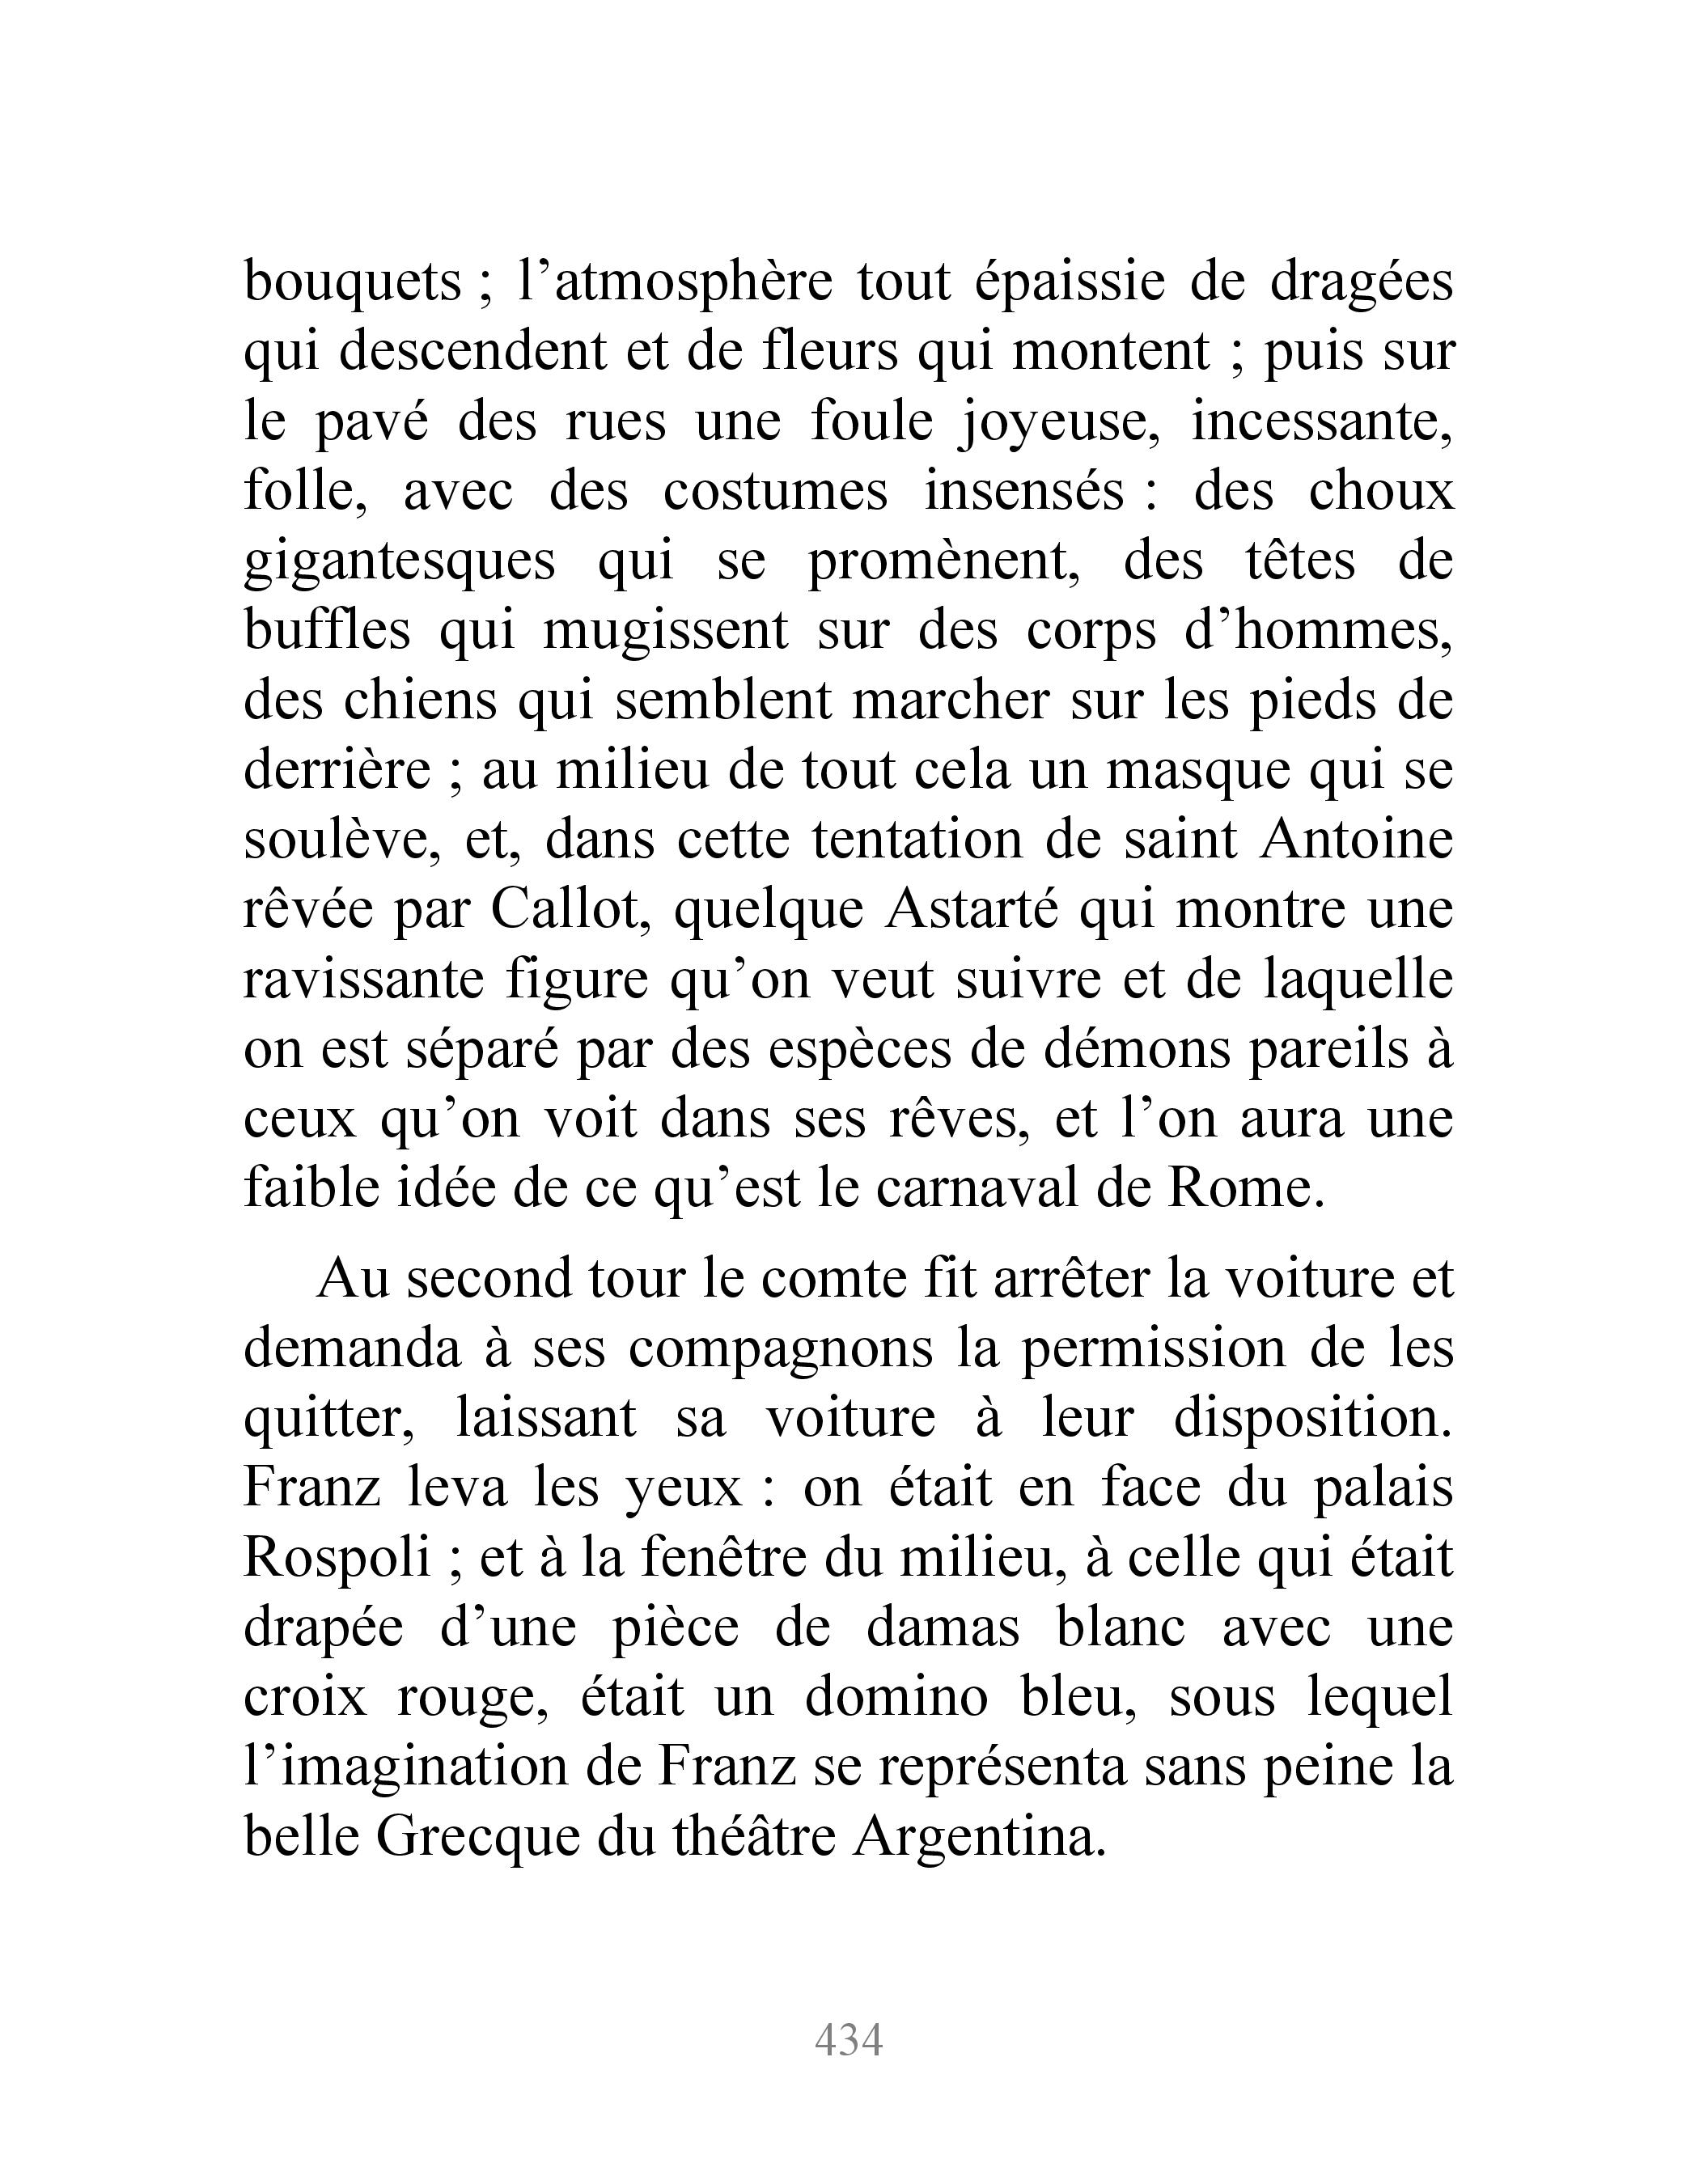 bouquets ; l’atmosphère tout épaissie de dragées
qui descendent et de fleurs qui montent ; puis sur
le pavé des rues une foule joyeuse, incessante,
folle, avec des costumes insensés : des choux
gigantesques qui se promènent, des têtes de
buffles qui mugissent sur des corps d’hommes,
des chiens qui semblent marcher sur les pieds de
derrière ; au milieu de tout cela un masque qui se
soulève, et, dans cette tentation de saint Antoine
rêvée par Callot, quelque Astarté qui montre une
ravissante figure qu’on veut suivre et de laquelle
on est séparé par des espèces de démons pareils à
ceux qu’on voit dans ses rêves, et l’on aura une
faible idée de ce qu’est le carnaval de Rome.
Au second tour le comte fit arrêter la voiture et
demanda à ses compagnons la permission de les
quitter, laissant sa voiture à leur disposition.
Franz leva les yeux : on était en face du palais
Rospoli ; et à la fenêtre du milieu, à celle qui était
drapée d’une pièce de damas blanc avec une
croix rouge, était un domino bleu, sous lequel
l’imagination de Franz se représenta sans peine la
belle Grecque du théâtre Argentina.
434